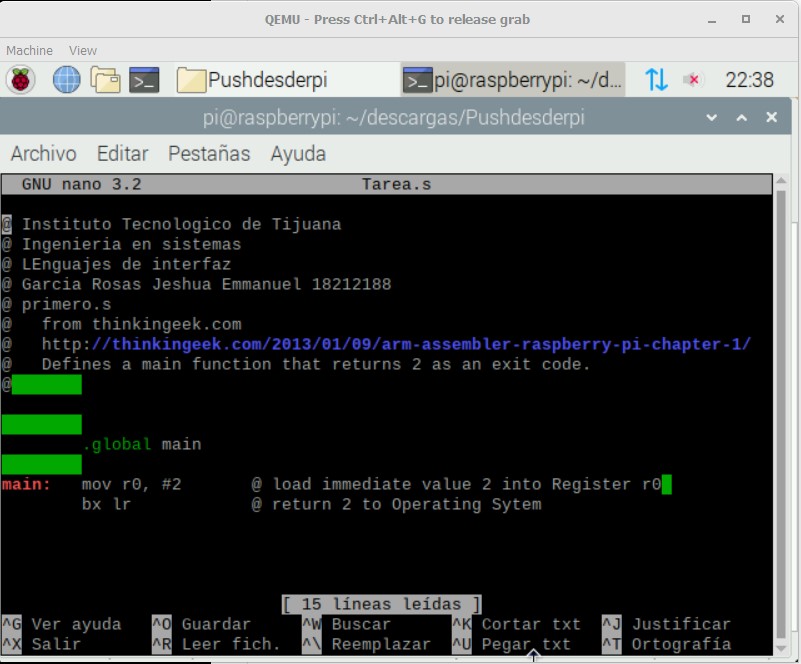 QEMU - Press Ctrl+Alt+G to release grab
Machine View
Pushdesderpi pi@raspberrypi: ~/d... 22:38
pi@raspberrypi: ~/descargas/Pushdesderpi
Archivo Editar Pestañas Ayuda
GNU nano 3.2 Tarea.s
@ Instituto Tecnologico de Tijuana
@ Ingenieria en sistemas
@ LEnguajes de interfaz
@ Garcia Rosas Jeshua Emmanuel 18212188
@ primero.s
@ from thinkingeek.com
@ http://thinkingeek.com/2013/01/09/arm-assembler-raspberry-pi-chapter-1/
@ Defines a main function that returns 2 as an exit code.
@
.global main
main: mov r0, #2 @ load immediate value 2 into Register r0
bx lr @ return 2 to Operating Sytem
[ 15 líneas leídas ]
^G Ver ayuda ^O Guardar ^W Buscar ^K Cortar txt ^J Justificar
^X Salir ^R Leer fich. ^\ Reemplazar ^U Pegar txt ^T Ortografía